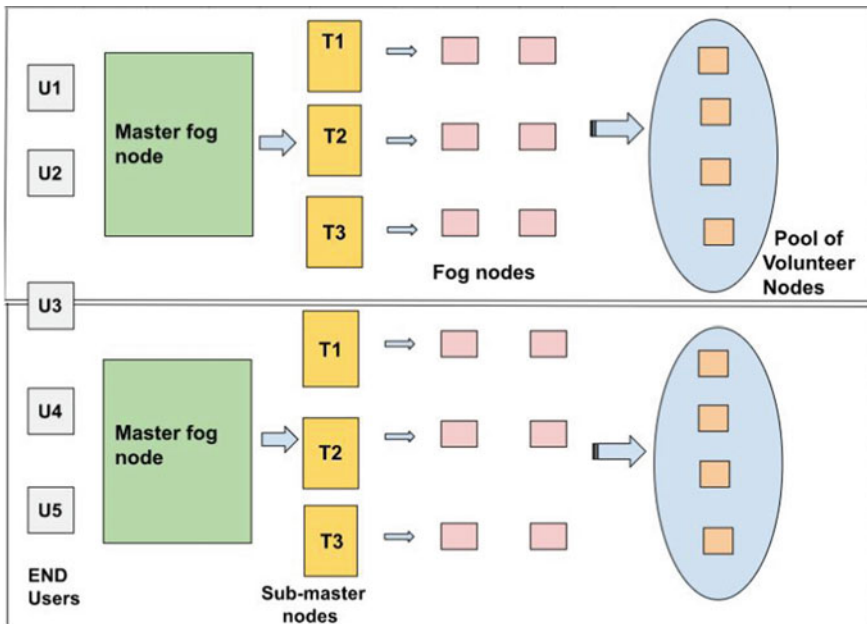 U1
U2
Master fog
node
T1
T2
T3
Fog nodes
Pool of
Volunteer
Nodes
U3
U4
U5
Master fog
node
T1
T2
T3
END
Users
Sub-master
nodes